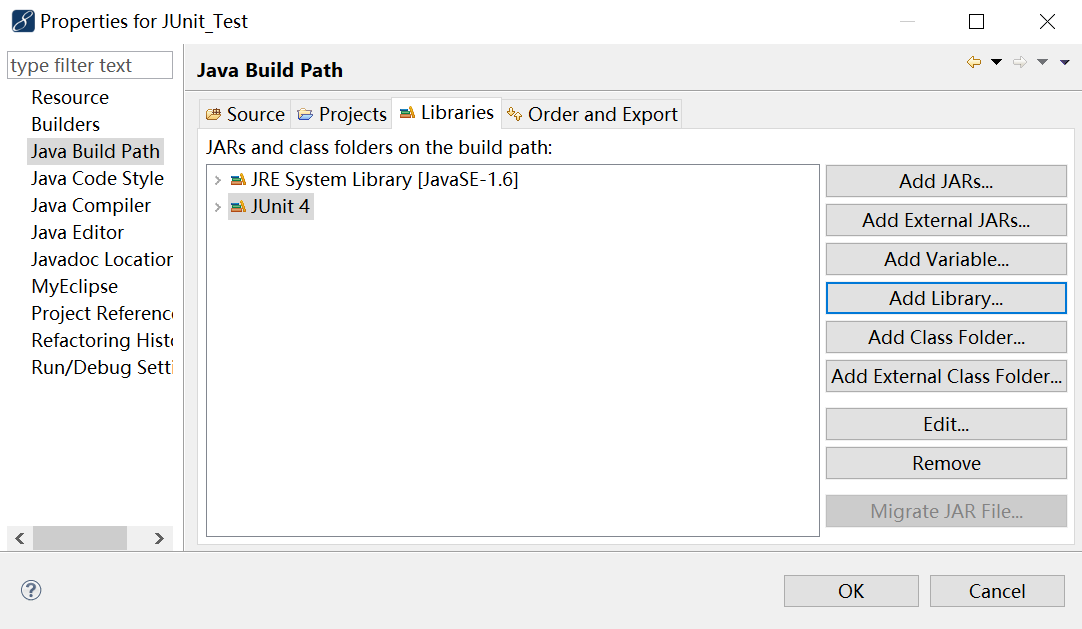 Properties for JUnit_Test
type filter text
Resource
Builders
Java Build Path
Java Code Style
Java Compiler
Java Editor
Javadoc Location
MyEclipse
Project Referenc
Refactoring Histo
Run/Debug Setti
Java Build Path
Source Projects Libraries Order and Export
JARs and class folders on the build path:
JRE System Library [JavaSE-1.6]
JUnit 4
Add JARs...
Add External JARs...
Add Variable...
Add Library...
Add Class Folder...
Add External Class Folder...
Edit...
Remove
Migrate JAR File...
OK Cancel